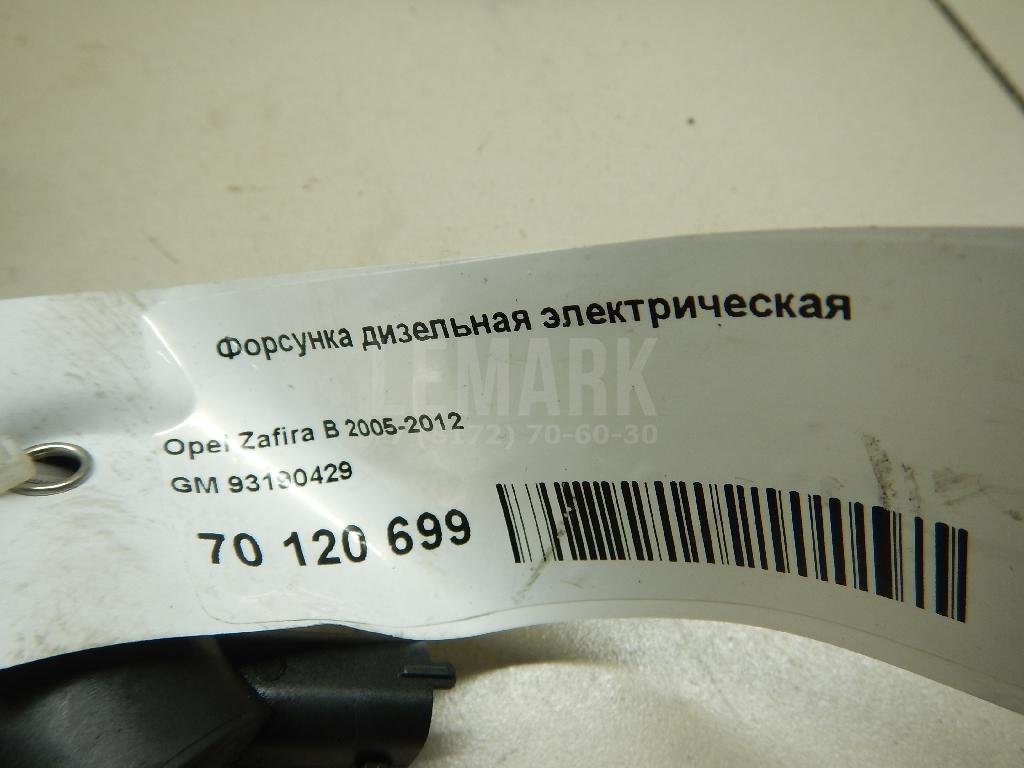 Форсунка дизельная электрическая
LEMARK
Opel Zafira B 2005-2012
(8172) 70-60-30
GM 93190429
70 120 699